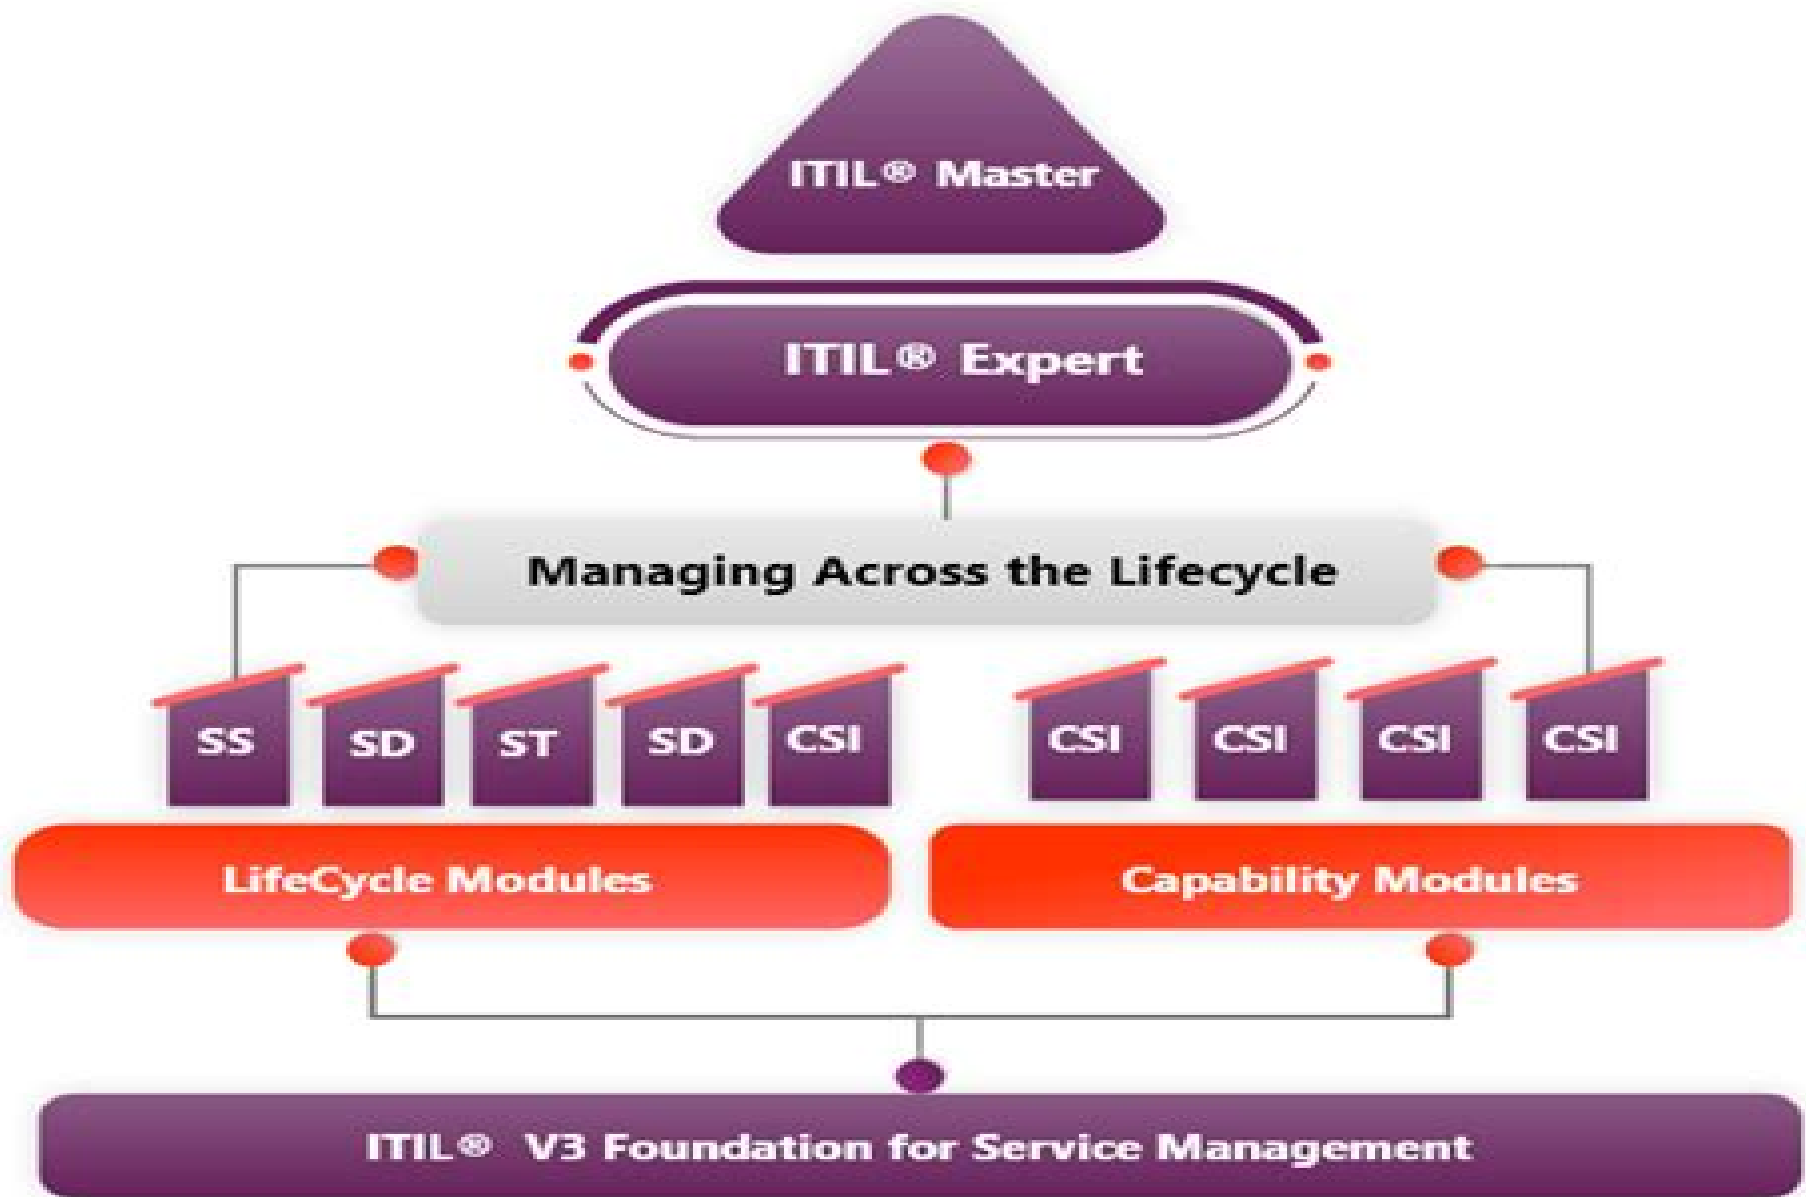 ITIL® Master
ITIL® Expert
Managing Across the Lifecycle
SS SD ST SD CSI CSI CSI CSI CSI
LifeCycle Modules
Capability Modules
ITIL® V3 Foundation for Service Management